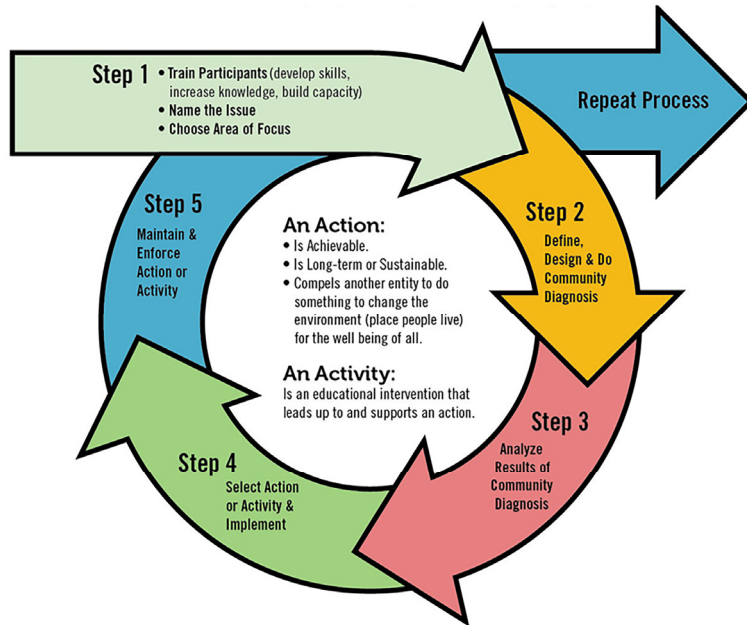 Step 1
• Train Participants (develop skills,
increase knowledge, build capacity)
• Name the Issue
• Choose Area of Focus
Repeat Process
Step 2
Define,
Design & Do
Community
Diagnosis
Step 3
Analyze
Results of
Community
Diagnosis
Step 4
Select Action
or Activity &
Implement
Step 5
Maintain &
Enforce
Action or
Activity
An Action:
• Is Achievable.
• Is Long-term or Sustainable.
• Compels another entity to do
something to change the
environment (place people live)
for the well being of all.
An Activity:
Is an educational intervention that
leads up to and supports an action.